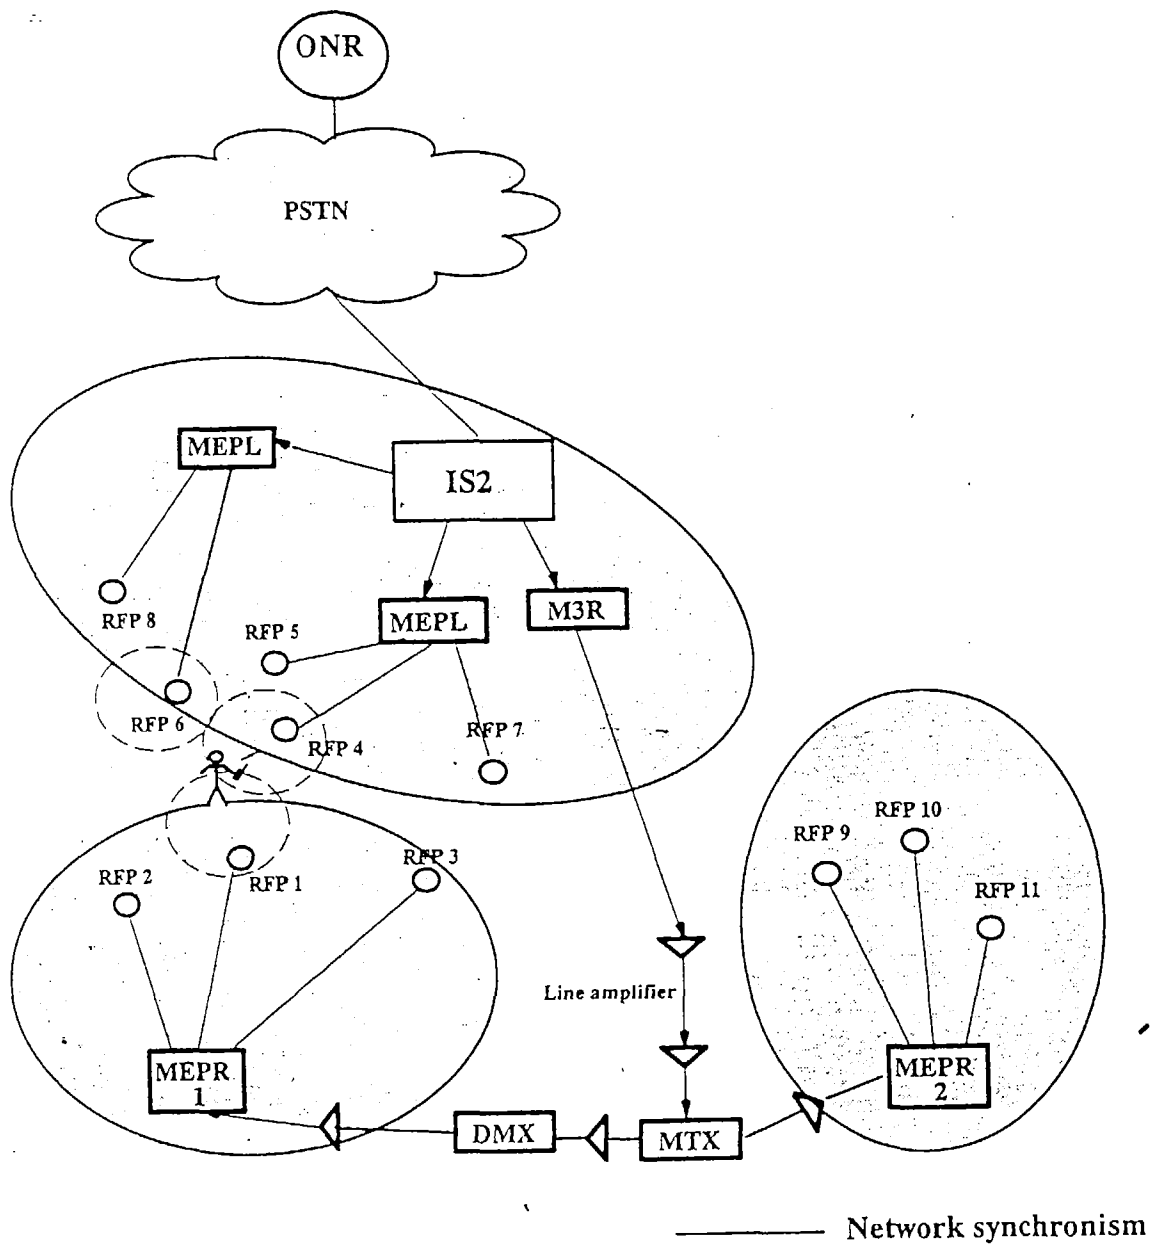 ONR
PSTN
MEPL
IS2
RFP 8
MEPL
M3R
RFP 5
RFP 6
RFP 4
RFP 7
RFP 2
RFP 1
RFP 3
RFP 9
RFP 10
RFP 11
Line amplifier
MEPR
1
MEPR
2
DMX
MTX
Network synchronism